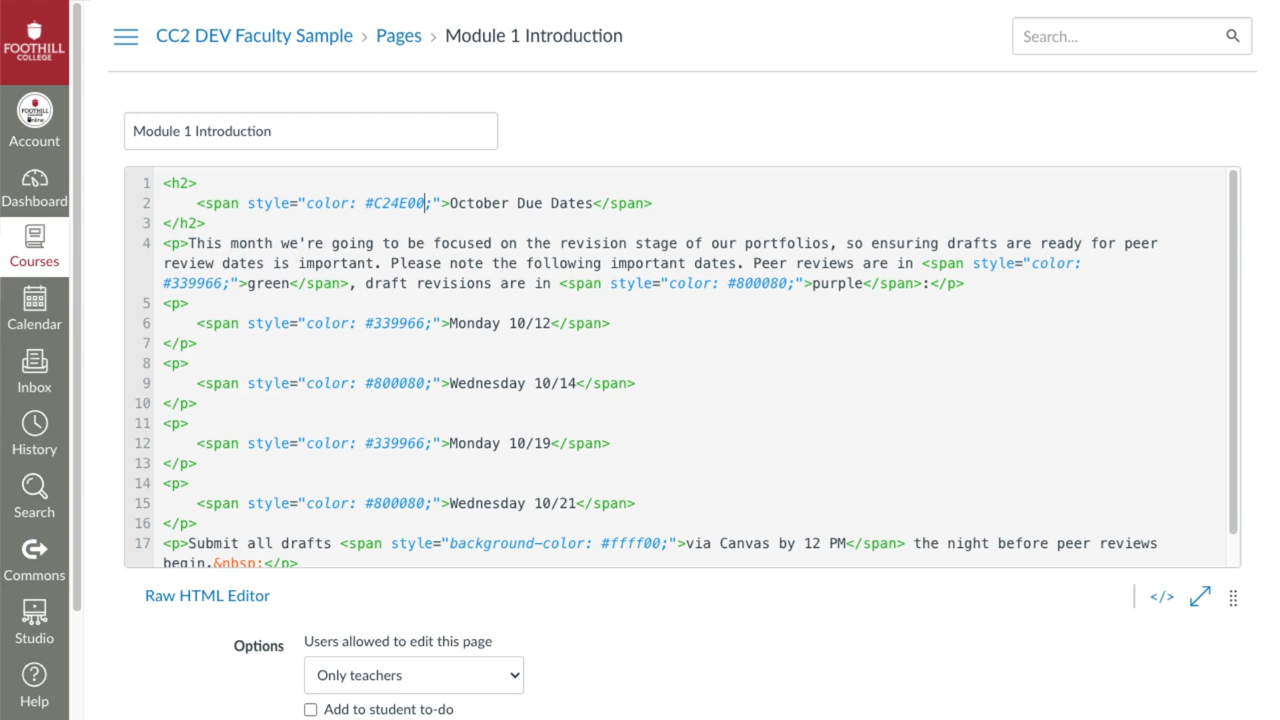 FOOTHILL
COLLEGE
Account
Dashboard
Courses
Calendar
Inbox
History
Search
Commons
Studio
Help
CC2 DEV Faculty Sample › Pages › Module 1 Introduction
Search...
Module 1 Introduction
1 <h2>
2 <span style="color: #C24E00;">October Due Dates</span>
3 </h2>
4 <p>This month we're going to be focused on the revision stage of our portfolios, so ensuring drafts are ready for peer
review dates is important. Please note the following important dates. Peer reviews are in <span style="color:
#339966;">green</span>, draft revisions are in <span style="color: #800080;">purple</span>:</p>
5 <p>
6 <span style="color: #339966;">Monday 10/12</span>
7 </p>
8 <p>
9 <span style="color: #800080;">Wednesday 10/14</span>
10 </p>
11 <p>
12 <span style="color: #339966;">Monday 10/19</span>
13 </p>
14 <p>
15 <span style="color: #800080;">Wednesday 10/21</span>
16 </p>
17 <p>Submit all drafts <span style="background-color: #ffff00;">via Canvas by 12 PM</span> the night before peer reviews
begin.&nbsp;</p>
Raw HTML Editor
</>
Options
Users allowed to edit this page
Only teachers
Add to student to-do